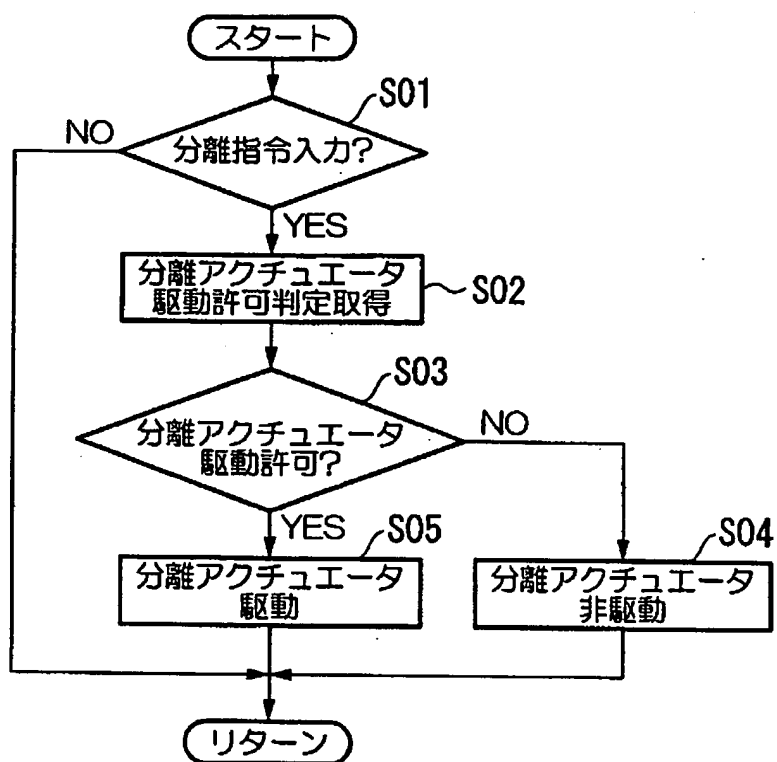 スタート
S01
NO
分離指令入力?
YES
分離アクチュエータ
駆動許可判定取得
S02
S03
分離アクチュエータ
駆動許可?
NO
YES
S05
分離アクチュエータ
駆動
S04
分離アクチュエータ
非駆動
リターン